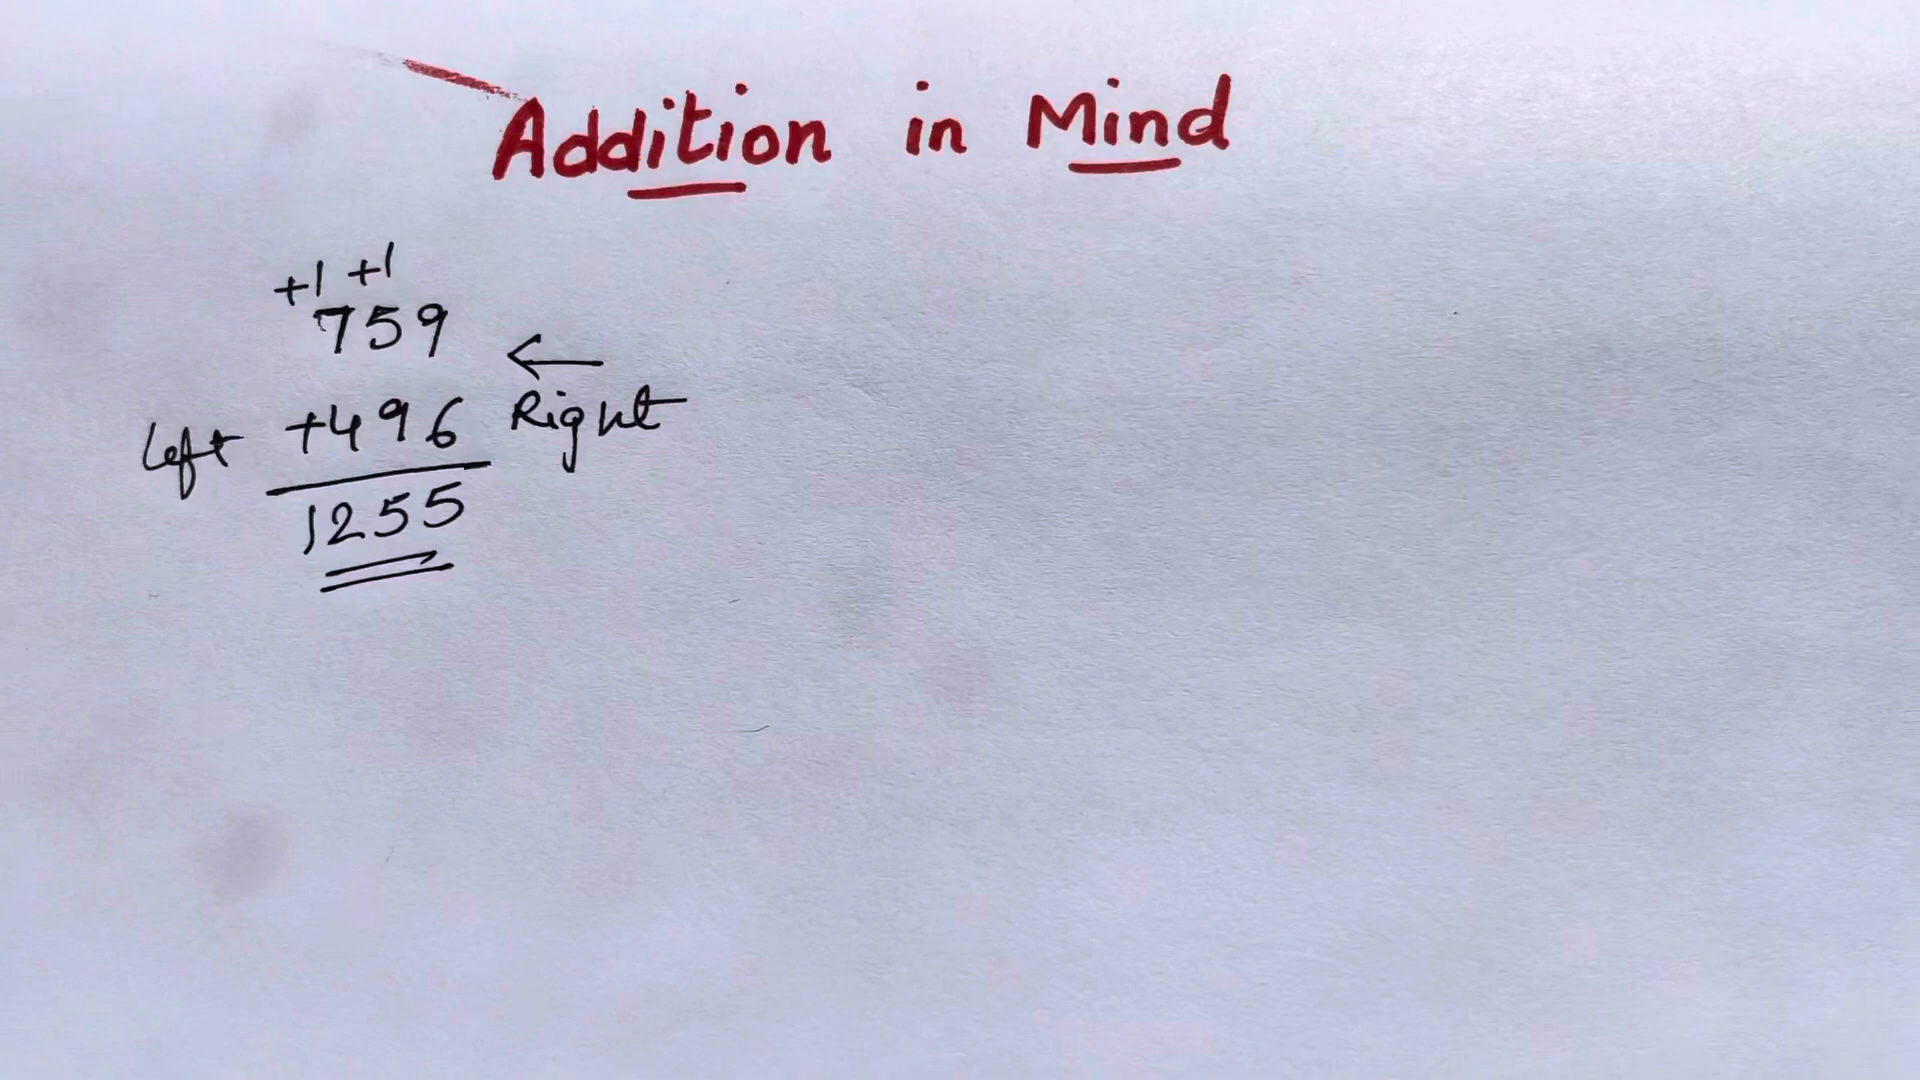 Addition in Mind
+1 +1
759
←
Left +496 Right
1255